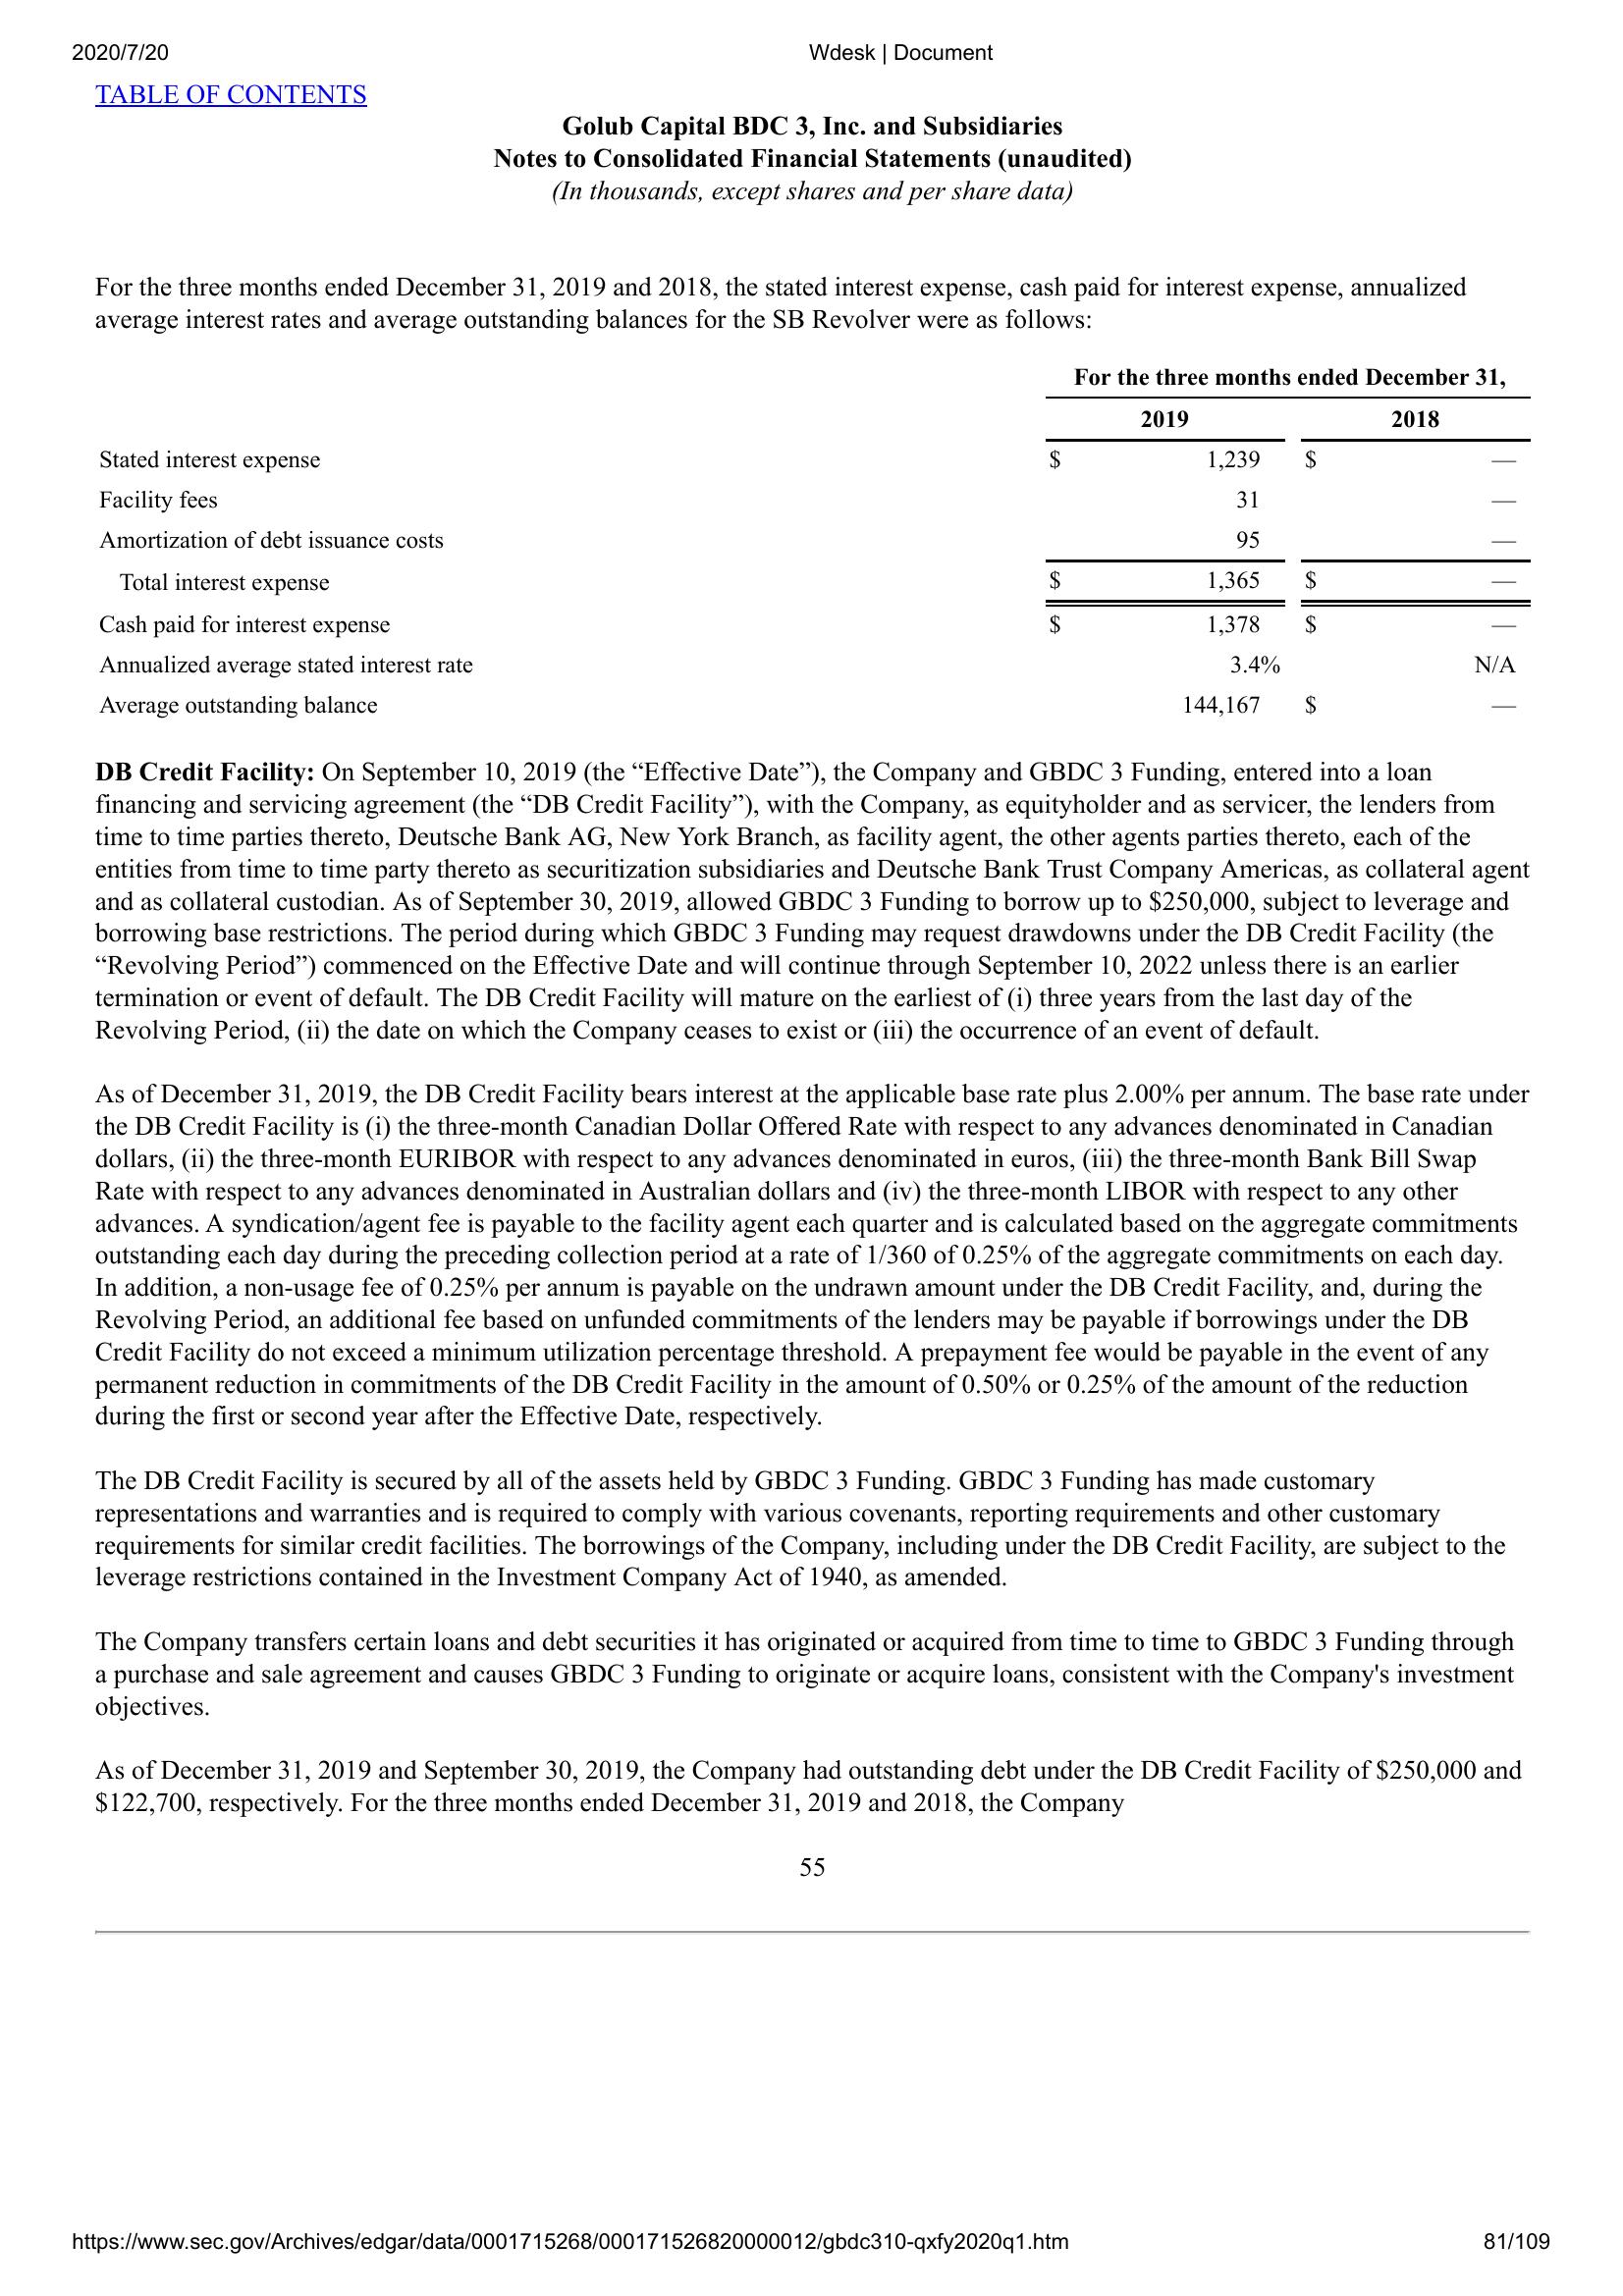 2020/7/20 Wdesk | Document
TABLE OF CONTENTS
Golub Capital BDC 3, Inc. and Subsidiaries
Notes to Consolidated Financial Statements (unaudited)
(In thousands, except shares and per share data)
For the three months ended December 31, 2019 and 2018, the stated interest expense, cash paid for interest expense, annualized
average interest rates and average outstanding balances for the SB Revolver were as follows:
For the three months ended December 31,
2019 2018
Stated interest expense $ 1,239 $ —
Facility fees 31 —
Amortization of debt issuance costs 95 —
Total interest expense $ 1,365 $ —
Cash paid for interest expense $ 1,378 $ —
Annualized average stated interest rate 3.4% N/A
Average outstanding balance 144,167 $ —
DB Credit Facility: On September 10, 2019 (the “Effective Date”), the Company and GBDC 3 Funding, entered into a loan
financing and servicing agreement (the “DB Credit Facility”), with the Company, as equityholder and as servicer, the lenders from
time to time parties thereto, Deutsche Bank AG, New York Branch, as facility agent, the other agents parties thereto, each of the
entities from time to time party thereto as securitization subsidiaries and Deutsche Bank Trust Company Americas, as collateral agent
and as collateral custodian. As of September 30, 2019, allowed GBDC 3 Funding to borrow up to $250,000, subject to leverage and
borrowing base restrictions. The period during which GBDC 3 Funding may request drawdowns under the DB Credit Facility (the
“Revolving Period”) commenced on the Effective Date and will continue through September 10, 2022 unless there is an earlier
termination or event of default. The DB Credit Facility will mature on the earliest of (i) three years from the last day of the
Revolving Period, (ii) the date on which the Company ceases to exist or (iii) the occurrence of an event of default.
As of December 31, 2019, the DB Credit Facility bears interest at the applicable base rate plus 2.00% per annum. The base rate under
the DB Credit Facility is (i) the three-month Canadian Dollar Offered Rate with respect to any advances denominated in Canadian
dollars, (ii) the three-month EURIBOR with respect to any advances denominated in euros, (iii) the three-month Bank Bill Swap
Rate with respect to any advances denominated in Australian dollars and (iv) the three-month LIBOR with respect to any other
advances. A syndication/agent fee is payable to the facility agent each quarter and is calculated based on the aggregate commitments
outstanding each day during the preceding collection period at a rate of 1/360 of 0.25% of the aggregate commitments on each day.
In addition, a non-usage fee of 0.25% per annum is payable on the undrawn amount under the DB Credit Facility, and, during the
Revolving Period, an additional fee based on unfunded commitments of the lenders may be payable if borrowings under the DB
Credit Facility do not exceed a minimum utilization percentage threshold. A prepayment fee would be payable in the event of any
permanent reduction in commitments of the DB Credit Facility in the amount of 0.50% or 0.25% of the amount of the reduction
during the first or second year after the Effective Date, respectively.
The DB Credit Facility is secured by all of the assets held by GBDC 3 Funding. GBDC 3 Funding has made customary
representations and warranties and is required to comply with various covenants, reporting requirements and other customary
requirements for similar credit facilities. The borrowings of the Company, including under the DB Credit Facility, are subject to the
leverage restrictions contained in the Investment Company Act of 1940, as amended.
The Company transfers certain loans and debt securities it has originated or acquired from time to time to GBDC 3 Funding through
a purchase and sale agreement and causes GBDC 3 Funding to originate or acquire loans, consistent with the Company's investment
objectives.
As of December 31, 2019 and September 30, 2019, the Company had outstanding debt under the DB Credit Facility of $250,000 and
$122,700, respectively. For the three months ended December 31, 2019 and 2018, the Company
55
https://www.sec.gov/Archives/edgar/data/0001715268/000171526820000012/gbdc310-qxfy2020q1.htm 81/109